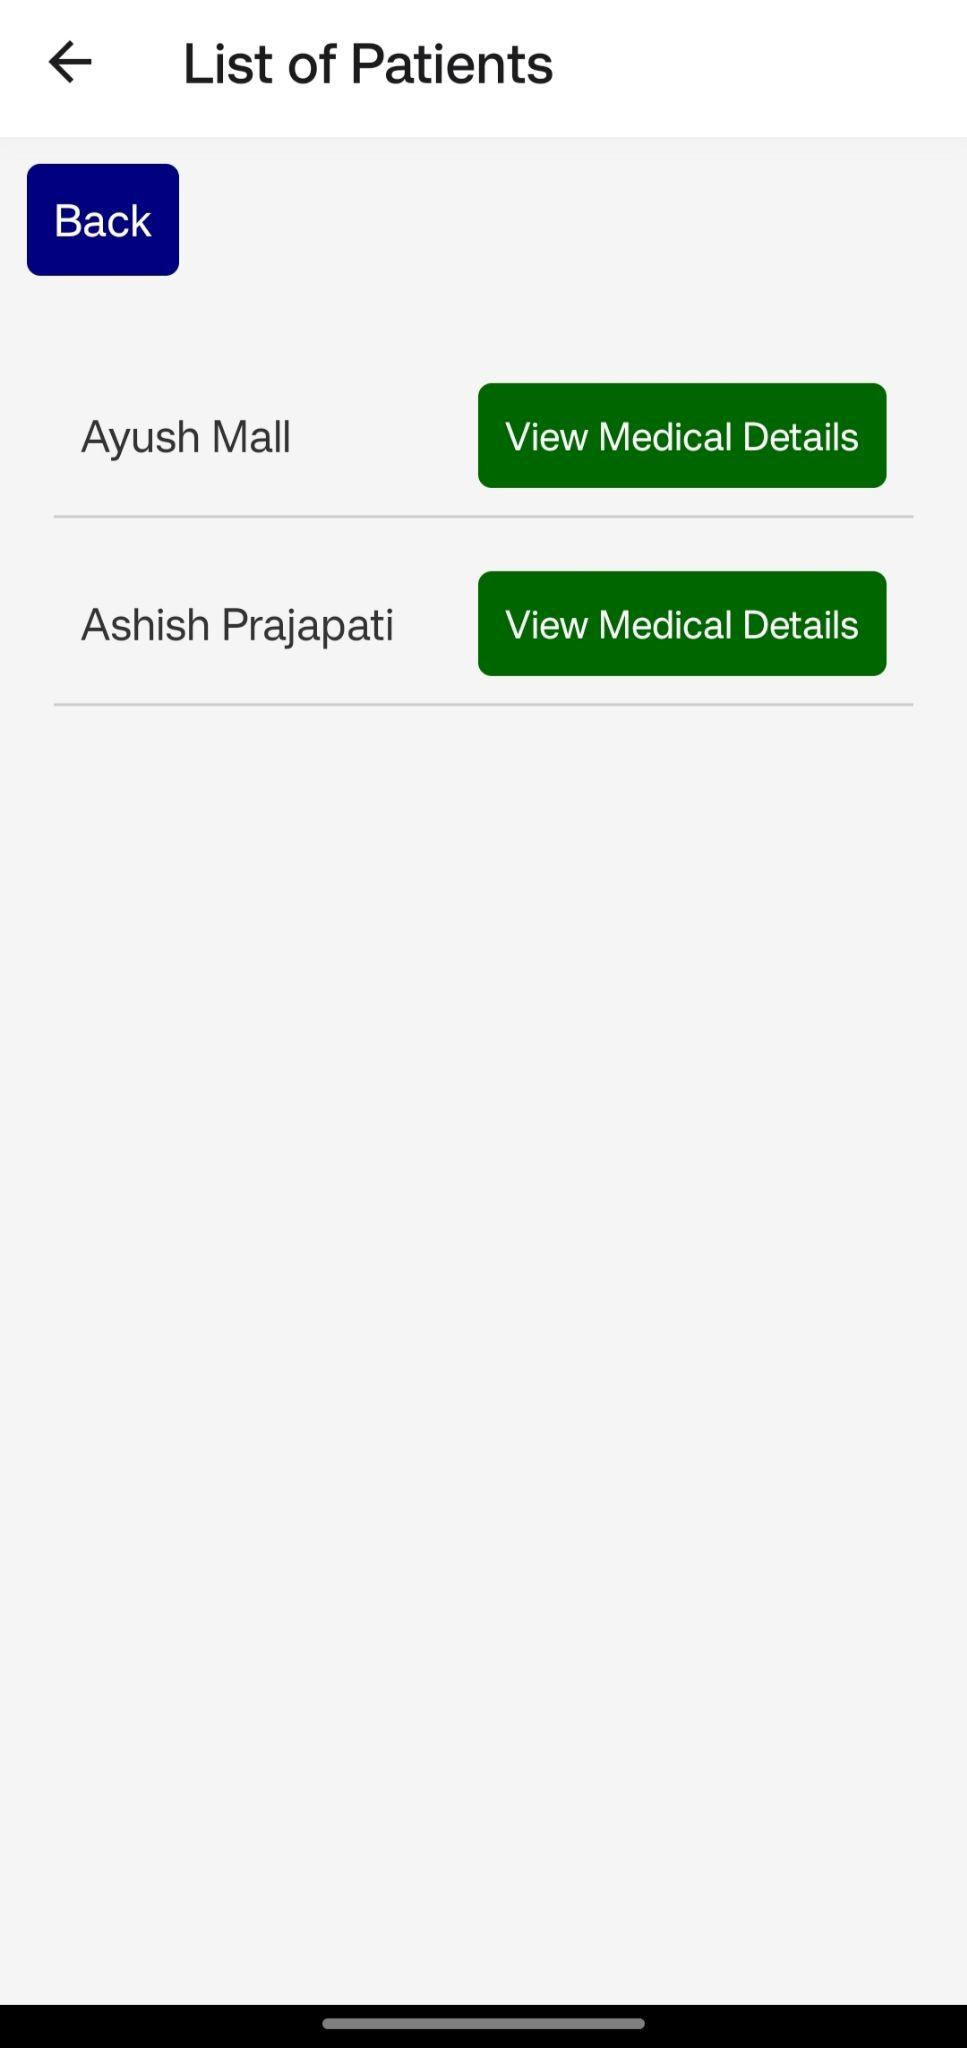 List of Patients
Back
Ayush Mall
View Medical Details
Ashish Prajapati
View Medical Details